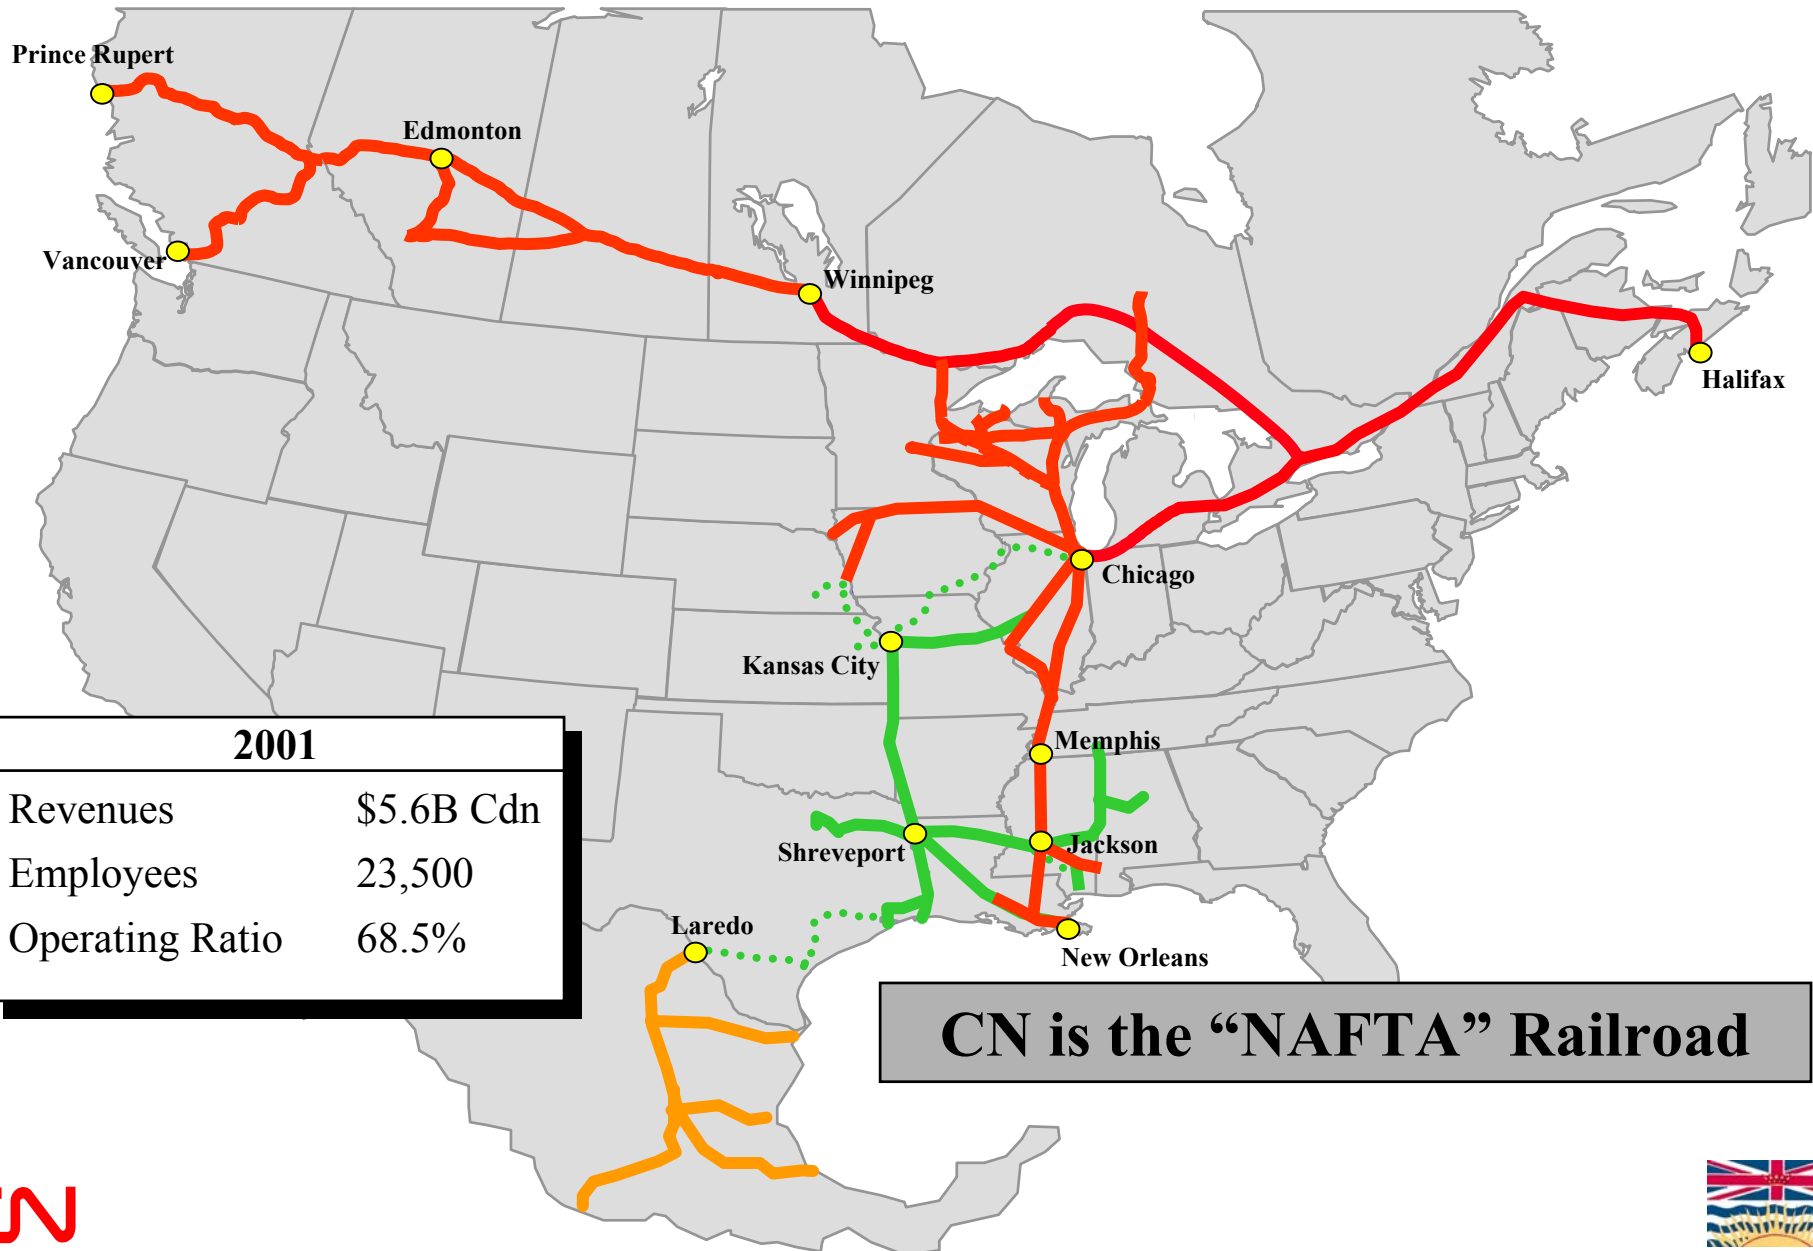 Prince Rupert
Edmonton
Vancouver
Winnipeg
Halifax
Chicago
Kansas City
Memphis
2001
Revenues $5.6B Cdn
Employees 23,500
Operating Ratio 68.5%
Shreveport
Jackson
Laredo
New Orleans
CN is the “NAFTA” Railroad
CN